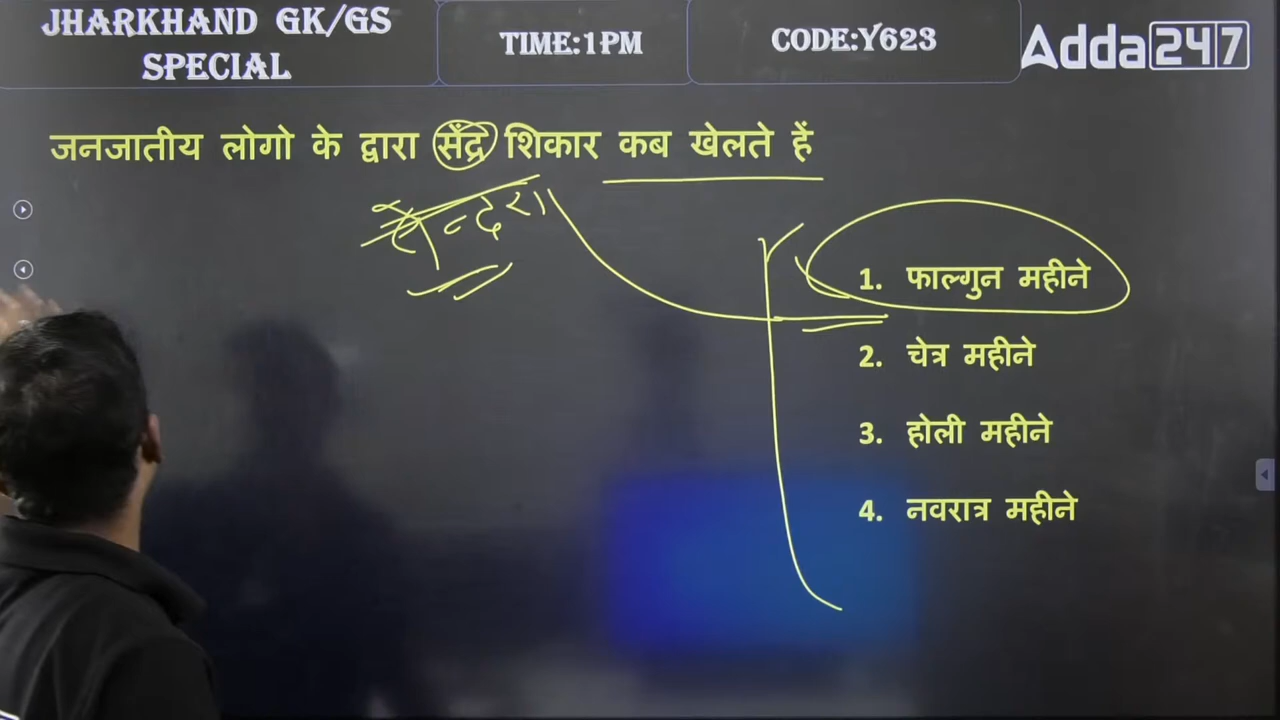 JHARKHAND GK/GS
SPECIAL
TIME:1PM
CODE:Y623
Adda247
जनजातीय लोगो के द्वारा सेंद्र शिकार कब खेलते हें
सेन्दरा
1. फाल्गुन महीने
2. चेत्र महीने
3. होली महीने
4. नवरात्र महीने